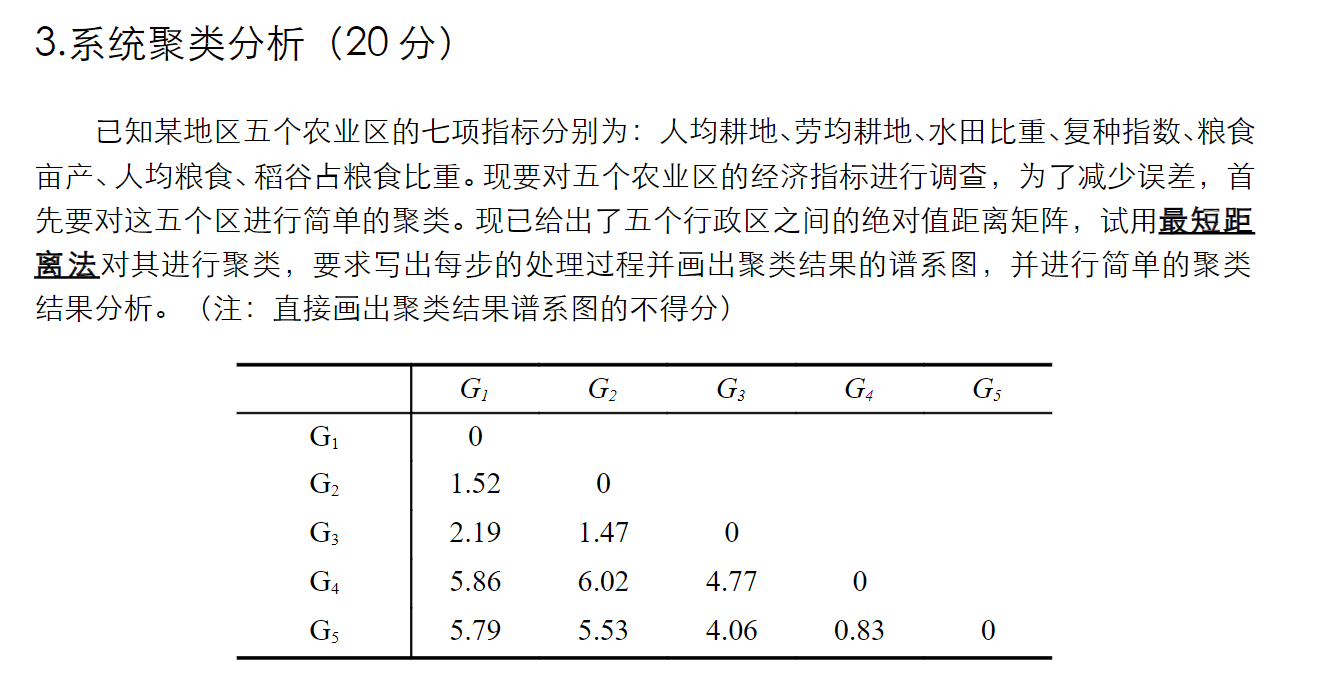 3.系统聚类分析（20 分）
已知某地区五个农业区的七项指标分别为：人均耕地、劳均耕地、水田比重、复种指数、粮食
亩产、人均粮食、稻谷占粮食比重。现要对五个农业区的经济指标进行调查，为了减少误差，首
先要对这五个区进行简单的聚类。现已给出了五个行政区之间的绝对值距离矩阵，试用最短距
离法对其进行聚类，要求写出每步的处理过程并画出聚类结果的谱系图，并进行简单的聚类
结果分析。（注：直接画出聚类结果谱系图的不得分）
G1 G2 G3 G4 G5
G1 0
G2 1.52 0
G3 2.19 1.47 0
G4 5.86 6.02 4.77 0
G5 5.79 5.53 4.06 0.83 0